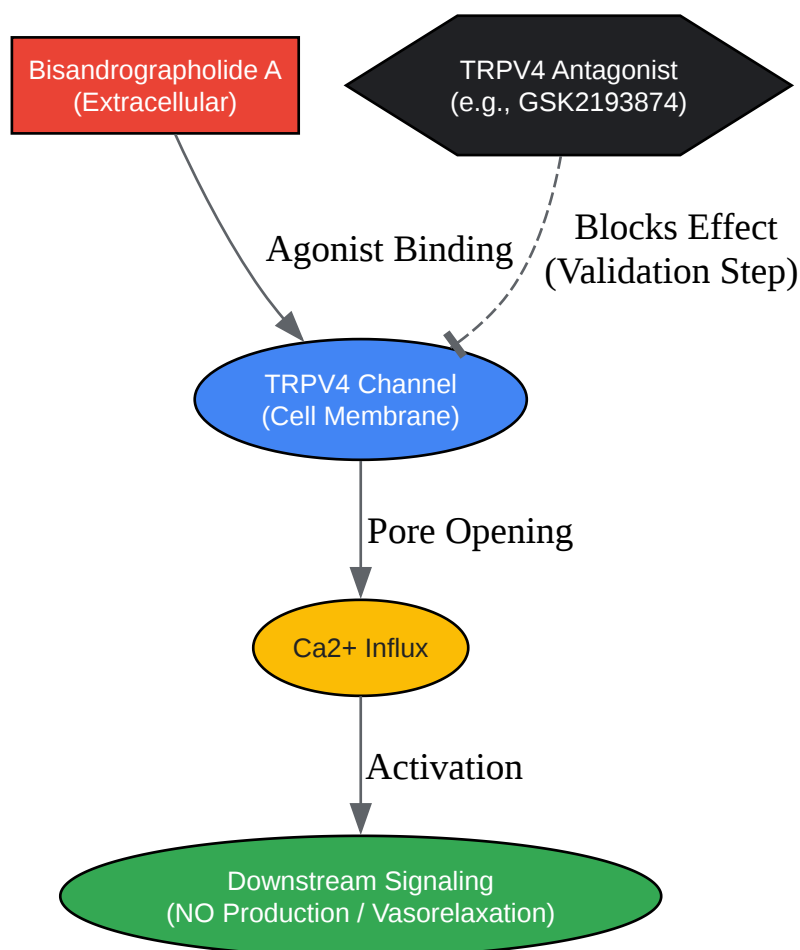 Bisandrographolide A
(Extracellular)
TRPV4 Antagonist
(e.g., GSK2193874)
Agonist Binding
Blocks Effect
(Validation Step)
TRPV4 Channel
(Cell Membrane)
Pore Opening
Ca2+ Influx
Activation
Downstream Signaling
(NO Production / Vasorelaxation)